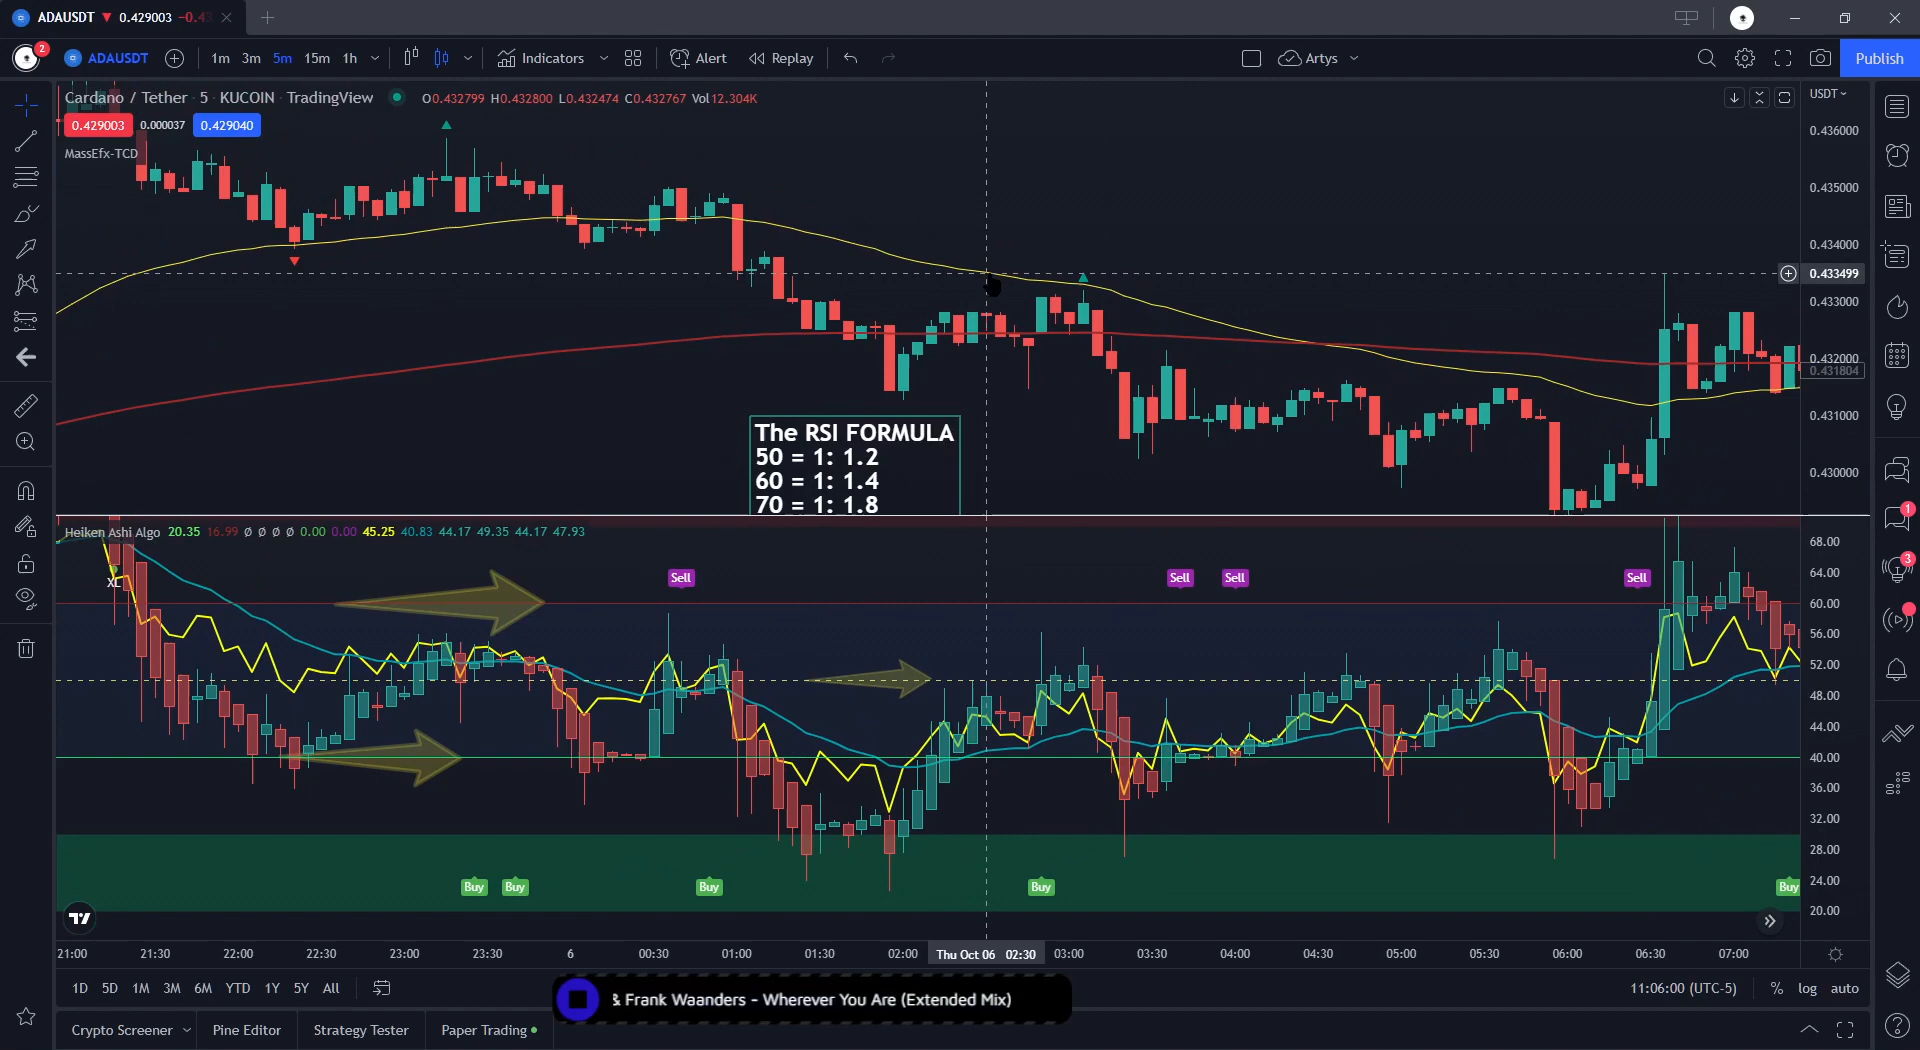 ADAUSDT ▼ 0.429003 −0.43
2 ADAUSDT 1m 3m 5m 15m 1h Indicators Alert Replay Artys Publish
Cardano / Tether · 5 · KUCOIN · TradingView O0.432799 H0.432800 L0.432474 C0.432767 Vol12.304K
USDT
0.429003 0.000037 0.429040
MassEfx-TCD
0.436000
0.435000
0.434000
0.433499
0.433000
0.432000
0.431804
0.431000
0.430000
The RSI FORMULA
50 = 1: 1.2
60 = 1: 1.4
70 = 1: 1.8
Heiken Ashi Algo 20.35 16.99 Ø Ø Ø Ø 0.00 0.00 45.25 40.83 44.17 49.35 44.17 47.93
XL
Sell Sell Sell Sell
68.00
64.00
60.00
56.00
52.00
48.00
44.00
40.00
36.00
32.00
28.00
24.00
20.00
1
3
Buy Buy Buy Buy Buy
21:00 21:30 22:00 22:30 23:00 23:30 6 00:30 01:00 01:30 02:00 Thu Oct 06 02:30 03:00 03:30 04:00 04:30 05:00 05:30 06:00 06:30 07:00
1D 5D 1M 3M 6M YTD 1Y 5Y All 11:06:00 (UTC-5) % log auto
& Frank Waanders - Wherever You Are (Extended Mix)
Crypto Screener Pine Editor Strategy Tester Paper Trading